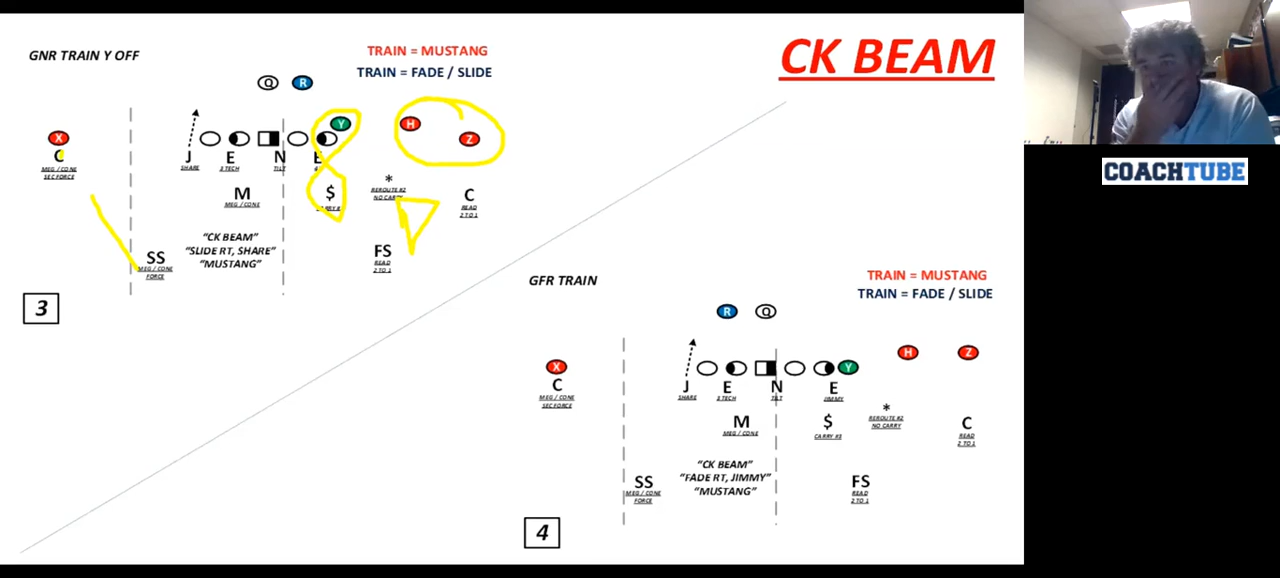 GNR TRAIN Y OFF
TRAIN = MUSTANG
TRAIN = FADE / SLIDE
CK BEAM
Q R
X Y H Z
C J E N E
MEG / CONE
SEC FORCE
SHARE 3 TECH TILT
M $ * C
MEG / CONE
REROUTE #2
NO CARRY
READ
2 TO 1
"CK BEAM"
"SLIDE RT, SHARE"
"MUSTANG"
SS FS
MEG / CONE
FORCE
READ
2 TO 1
3
COACHTUBE
GFR TRAIN
TRAIN = MUSTANG
TRAIN = FADE / SLIDE
R Q
X Y H Z
C J E N E
MEG / CONE
SEC FORCE
SHARE 3 TECH TILT JIMMY
M $ * C
MEG / CONE CARRY #3
REROUTE #2
NO CARRY
READ
2 TO 1
"CK BEAM"
"FADE RT, JIMMY"
"MUSTANG"
SS FS
MEG / CONE
FORCE
READ
2 TO 1
4